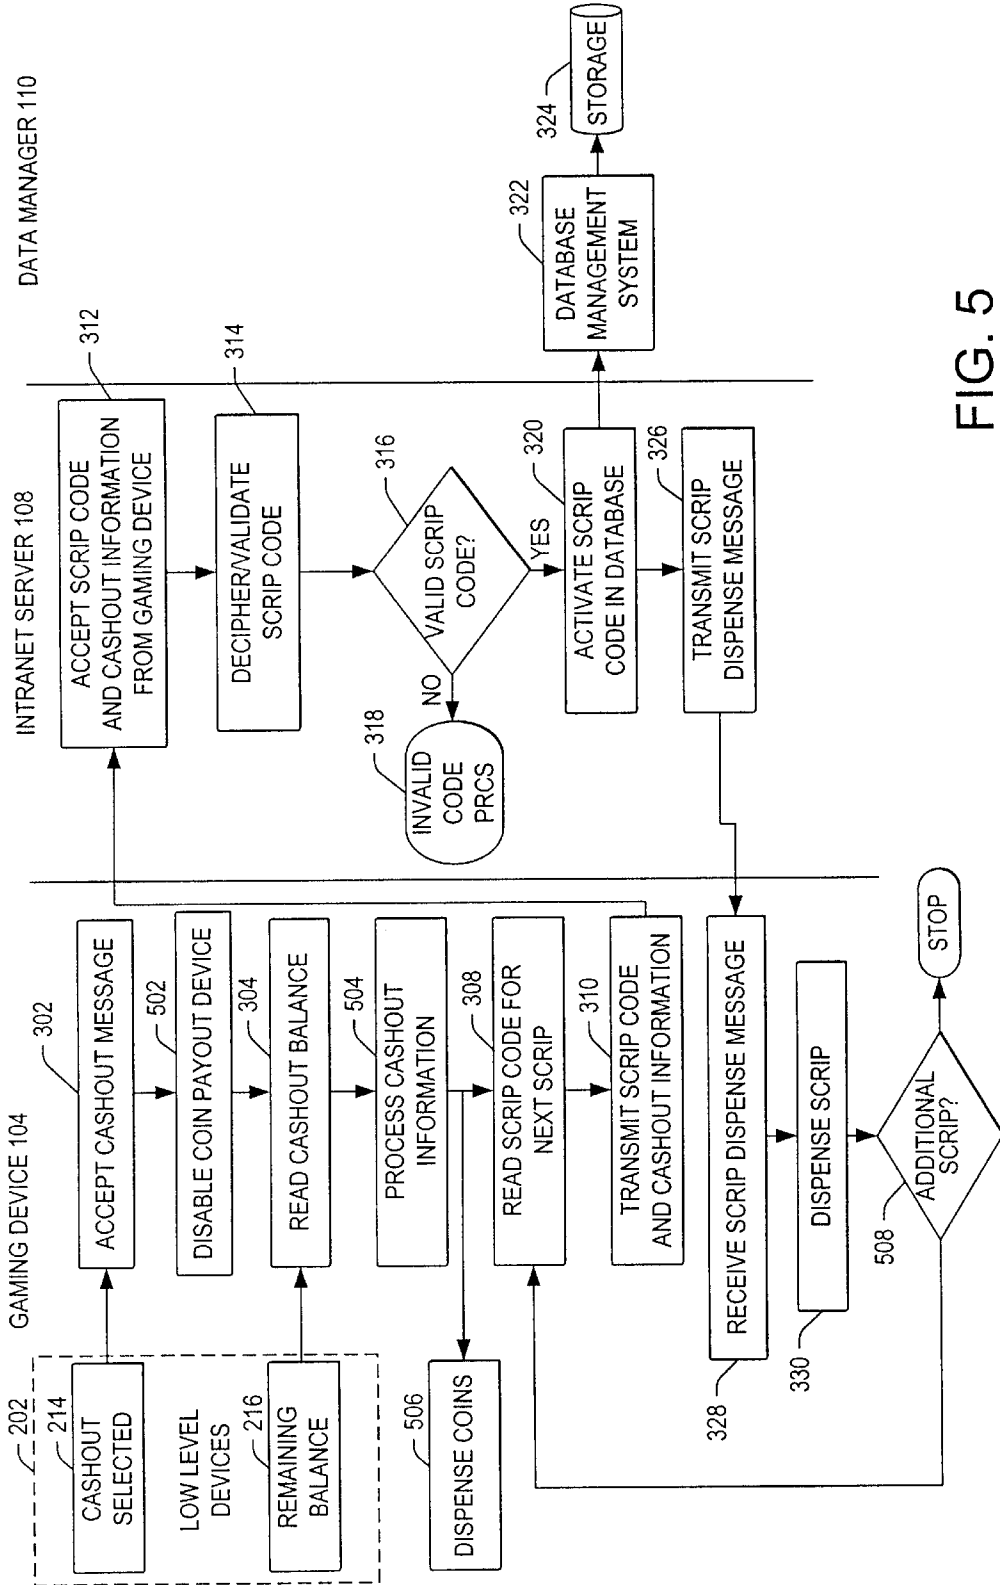 GAMING DEVICE 104
INTRANET SERVER 108
DATA MANAGER 110
202
214
CASHOUT
SELECTED
LOW LEVEL
DEVICES
216
REMAINING
BALANCE
302
ACCEPT CASHOUT MESSAGE
502
DISABLE COIN PAYOUT DEVICE
304
READ CASHOUT BALANCE
504
PROCESS CASHOUT
INFORMATION
506
DISPENSE COINS
308
READ SCRIP CODE FOR
NEXT SCRIP
310
TRANSMIT SCRIP CODE
AND CASHOUT INFORMATION
312
ACCEPT SCRIP CODE
AND CASHOUT INFORMATION
FROM GAMING DEVICE
314
DECIPHER/VALIDATE
SCRIP CODE
316
VALID SCRIP
CODE?
NO
318
INVALID
CODE
PRCS
YES
320
ACTIVATE SCRIP
CODE IN DATABASE
322
DATABASE
MANAGEMENT
SYSTEM
324
STORAGE
326
TRANSMIT SCRIP
DISPENSE MESSAGE
328
RECEIVE SCRIP DISPENSE MESSAGE
330
DISPENSE SCRIP
508
ADDITIONAL
SCRIP?
STOP
FIG. 5